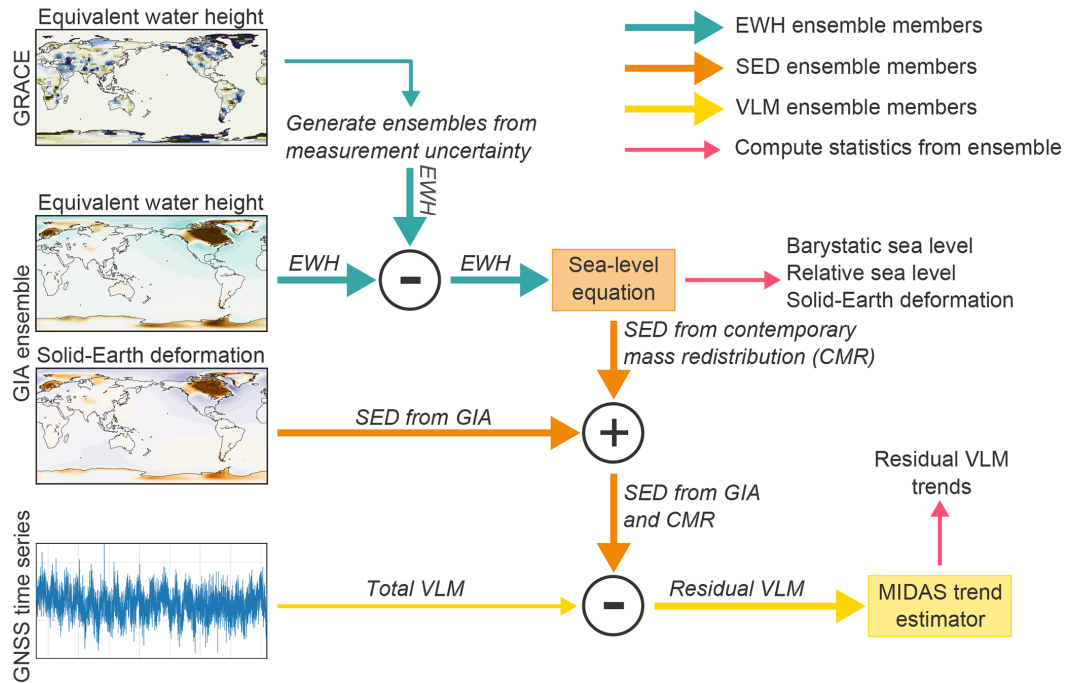 Equivalent water height
GRACE
Generate ensembles from
measurement uncertainty
EWH
EWH ensemble members
SED ensemble members
VLM ensemble members
Compute statistics from ensemble
GIA ensemble
Equivalent water height
EWH
-
EWH
Sea-level
equation
Barystatic sea level
Relative sea level
Solid-Earth deformation
SED from contemporary
mass redistribution (CMR)
Solid-Earth deformation
SED from GIA
+
SED from GIA
and CMR
GNSS time series
Total VLM
-
Residual VLM
MIDAS trend
estimator
Residual VLM
trends